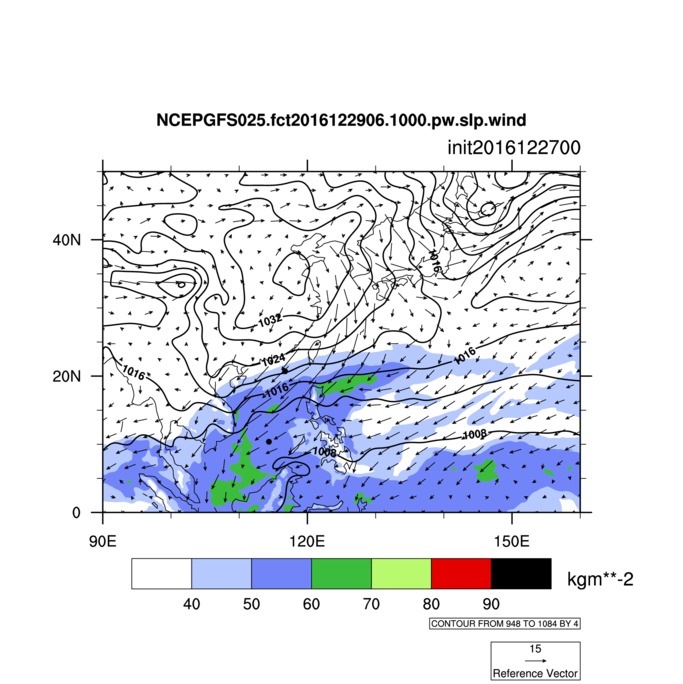 NCEPGFS025.fct2016122906.1000.pw.slp.wind
init2016122700
40N
1016
1032
1024
1016
1016
20N
1016
1008
1008
0
90E 120E 150E
kgm**-2
40 50 60 70 80 90
CONTOUR FROM 948 TO 1084 BY 4
15
Reference Vector